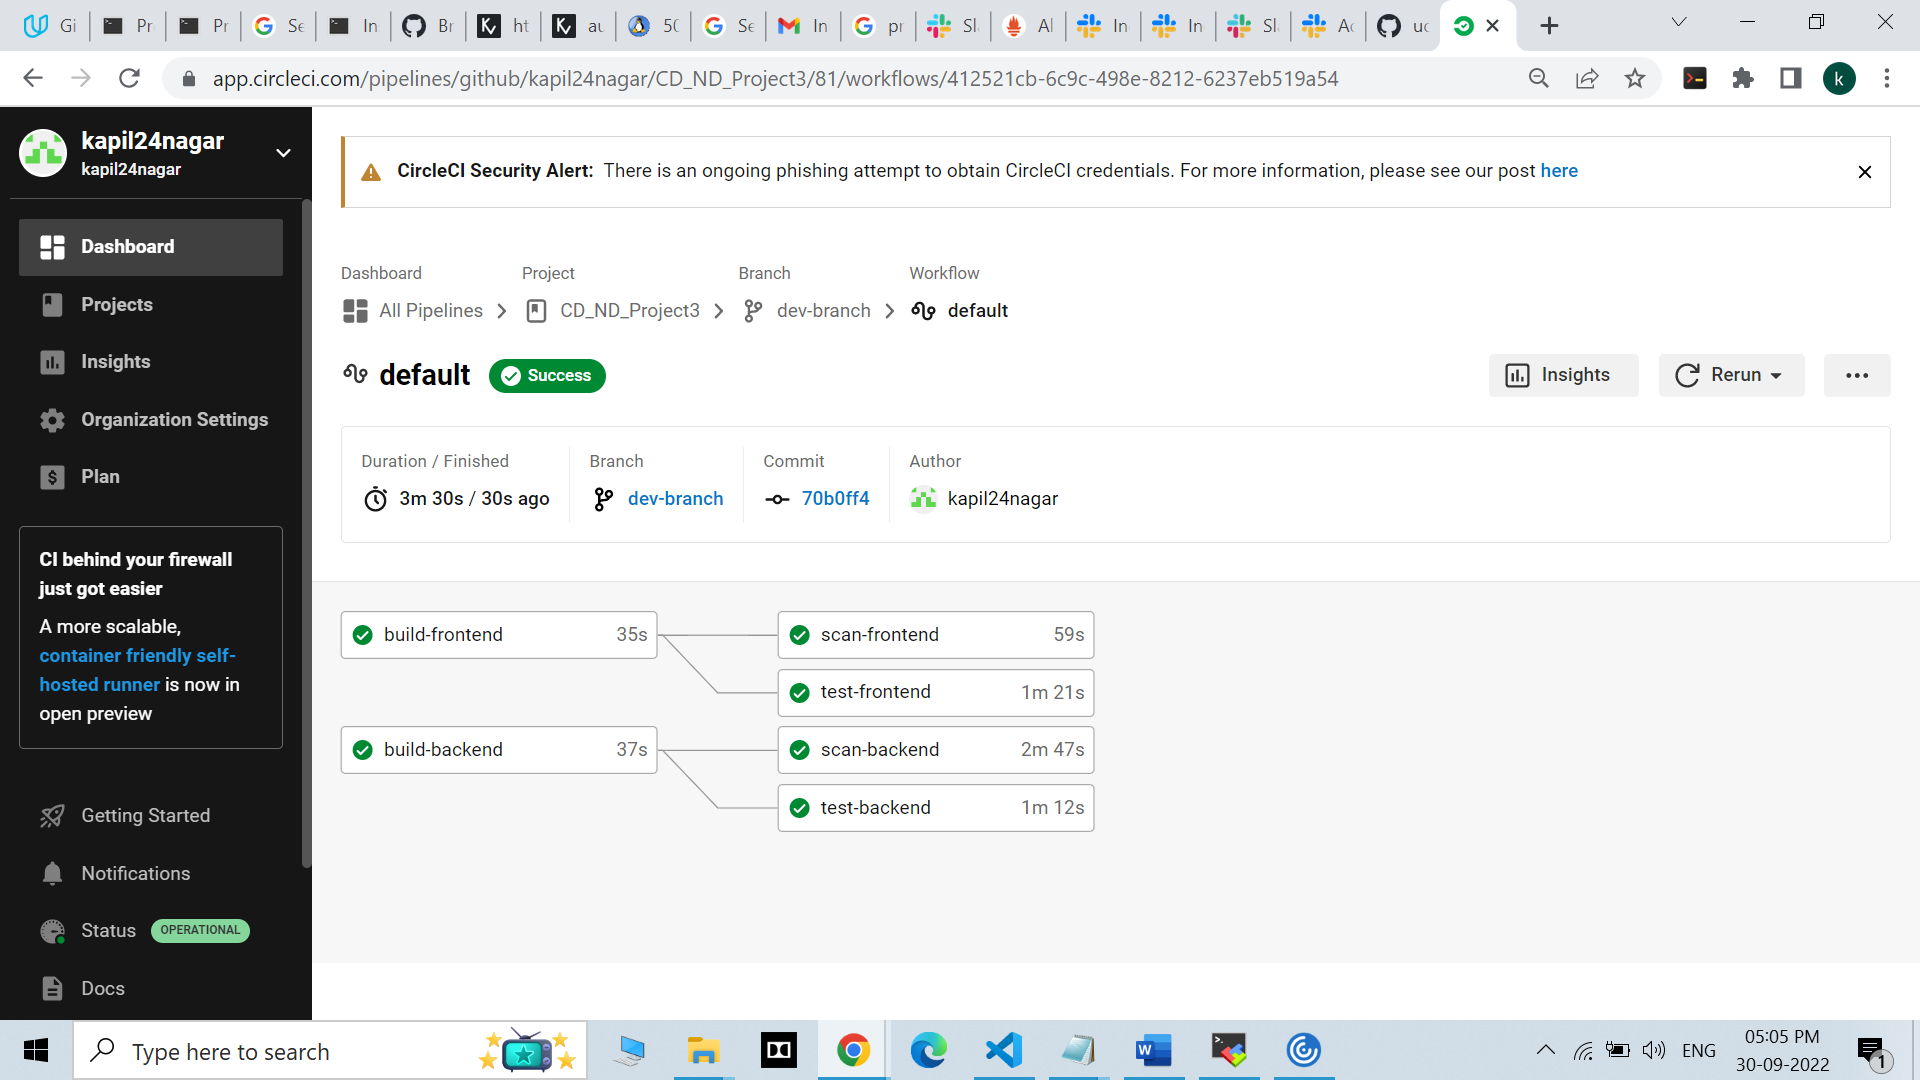 Gi Pr Pr Se In Br ht au 50 Se In pr Sl Al In In Sl Ac uc
app.circleci.com/pipelines/github/kapil24nagar/CD_ND_Project3/81/workflows/412521cb-6c9c-498e-8212-6237eb519a54
k
kapil24nagar
kapil24nagar
Dashboard
Projects
Insights
Organization Settings
Plan
CI behind your firewall
just got easier
A more scalable,
container friendly self-
hosted runner is now in
open preview
Getting Started
Notifications
Status OPERATIONAL
Docs
CircleCI Security Alert: There is an ongoing phishing attempt to obtain CircleCI credentials. For more information, please see our post here
Dashboard Project Branch Workflow
All Pipelines CD_ND_Project3 dev-branch default
default Success Insights Rerun
Duration / Finished Branch Commit Author
3m 30s / 30s ago dev-branch 70b0ff4 kapil24nagar
build-frontend 35s scan-frontend 59s
test-frontend 1m 21s
build-backend 37s scan-backend 2m 47s
test-backend 1m 12s
Type here to search
ENG
05:05 PM
30-09-2022
1